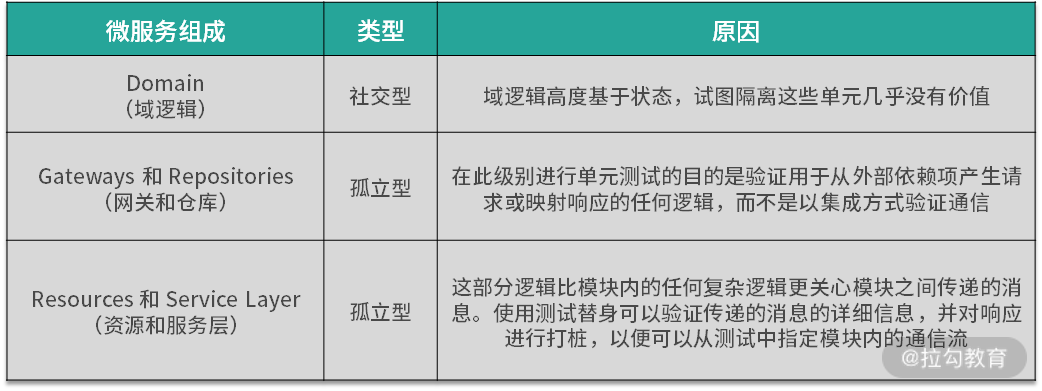 微服务组成
类型
原因
Domain
（域逻辑）
社交型
域逻辑高度基于状态，试图隔离这些单元几乎没有价值
Gateways 和 Repositories
（网关和仓库）
孤立型
在此级别进行单元测试的目的是验证用于从外部依赖项产生请
求或映射响应的任何逻辑，而不是以集成方式验证通信
Resources 和 Service Layer
（资源和服务层）
孤立型
这部分逻辑比模块内的任何复杂逻辑更关心模块之间传递的消
息。使用测试替身可以验证传递的消息的详细信息，并对响应
进行打桩，以便可以从测试中指定模块内的通信流
@拉勾教育